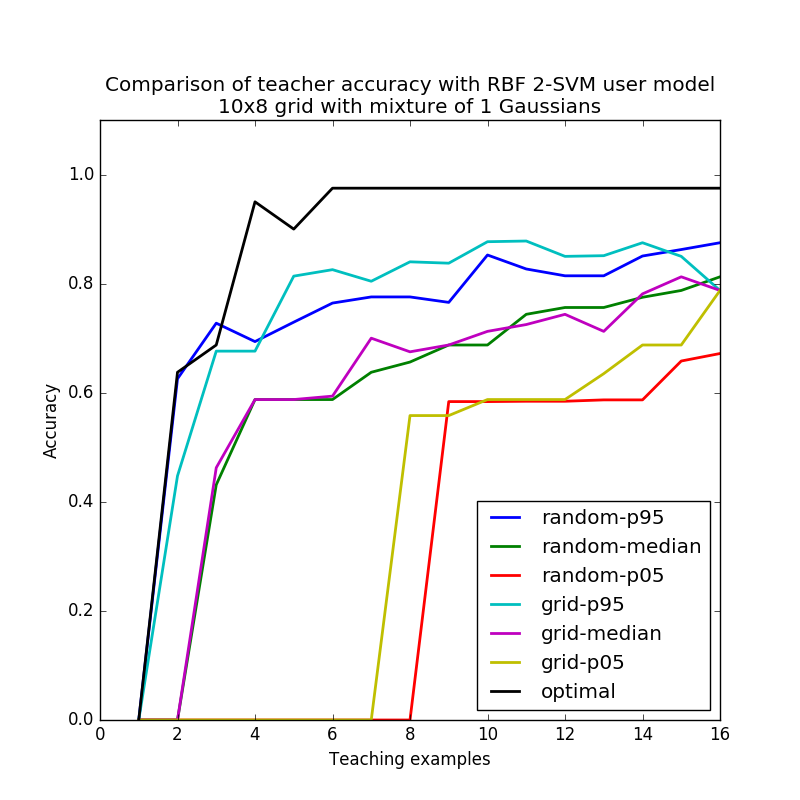 Comparison of teacher accuracy with RBF 2-SVM user model
10x8 grid with mixture of 1 Gaussians
1.0
0.8
0.6
0.4
0.2
0.0
Accuracy
random-p95
random-median
random-p05
grid-p95
grid-median
grid-p05
optimal
0 2 4 6 8 10 12 14 16
Teaching examples